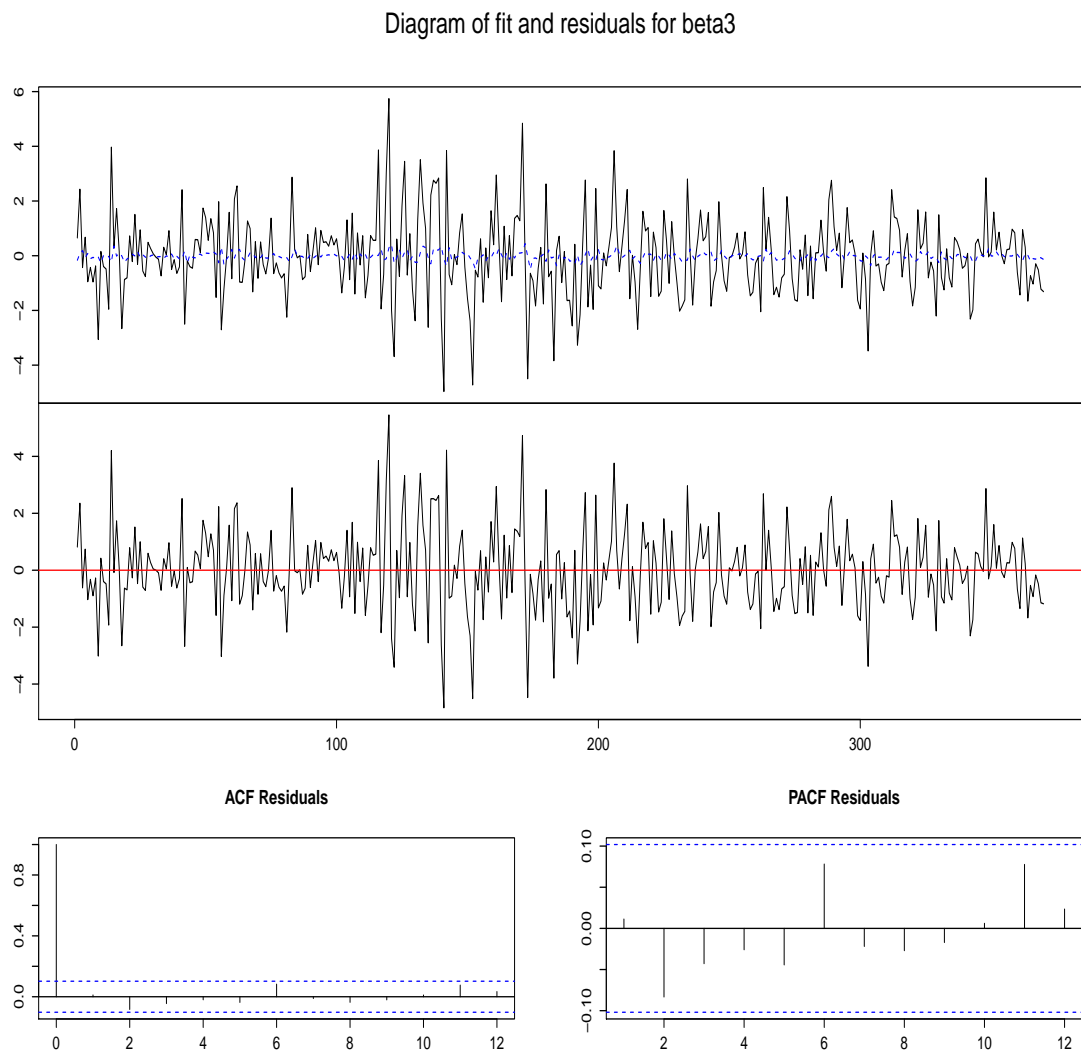 Diagram of fit and residuals for beta3
6
4
2
0
−2
−4
4
2
0
−2
−4
0 100 200 300
ACF Residuals
0.8
0.4
0.0
0 2 4 6 8 10 12
PACF Residuals
0.10
0.00
−0.10
2 4 6 8 10 12